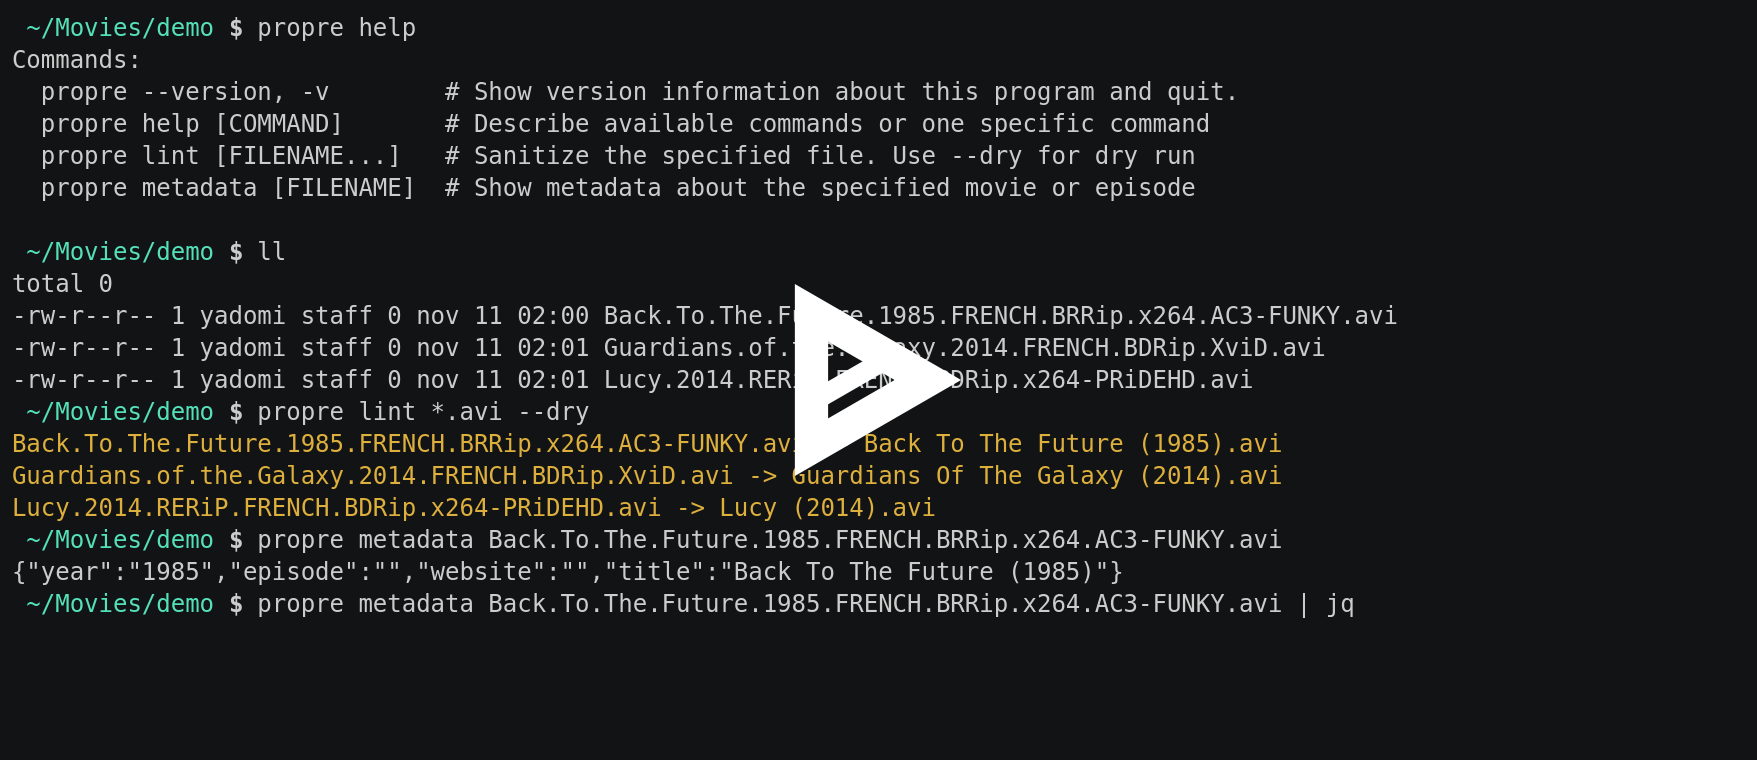 ~/Movies/demo $ propre help
Commands:
propre --version, -v # Show version information about this program and quit.
propre help [COMMAND] # Describe available commands or one specific command
propre lint [FILENAME...] # Sanitize the specified file. Use --dry for dry run
propre metadata [FILENAME] # Show metadata about the specified movie or episode
~/Movies/demo $ ll
total 0
-rw-r--r-- 1 yadomi staff 0 nov 11 02:00 Back.To.The.Future.1985.FRENCH.BRRip.x264.AC3-FUNKY.avi
-rw-r--r-- 1 yadomi staff 0 nov 11 02:01 Guardians.of.the.Galaxy.2014.FRENCH.BDRip.XviD.avi
-rw-r--r-- 1 yadomi staff 0 nov 11 02:01 Lucy.2014.RERiP.FRENCH.BDRip.x264-PRiDEHD.avi
~/Movies/demo $ propre lint *.avi --dry
Back.To.The.Future.1985.FRENCH.BRRip.x264.AC3-FUNKY.avi Back To The Future (1985).avi
Guardians.of.the.Galaxy.2014.FRENCH.BDRip.XviD.avi -> Guardians Of The Galaxy (2014).avi
Lucy.2014.RERiP.FRENCH.BDRip.x264-PRiDEHD.avi -> Lucy (2014).avi
~/Movies/demo $ propre metadata Back.To.The.Future.1985.FRENCH.BRRip.x264.AC3-FUNKY.avi
{"year":"1985","episode":"","website":"","title":"Back To The Future (1985)"}
~/Movies/demo $ propre metadata Back.To.The.Future.1985.FRENCH.BRRip.x264.AC3-FUNKY.avi | jq